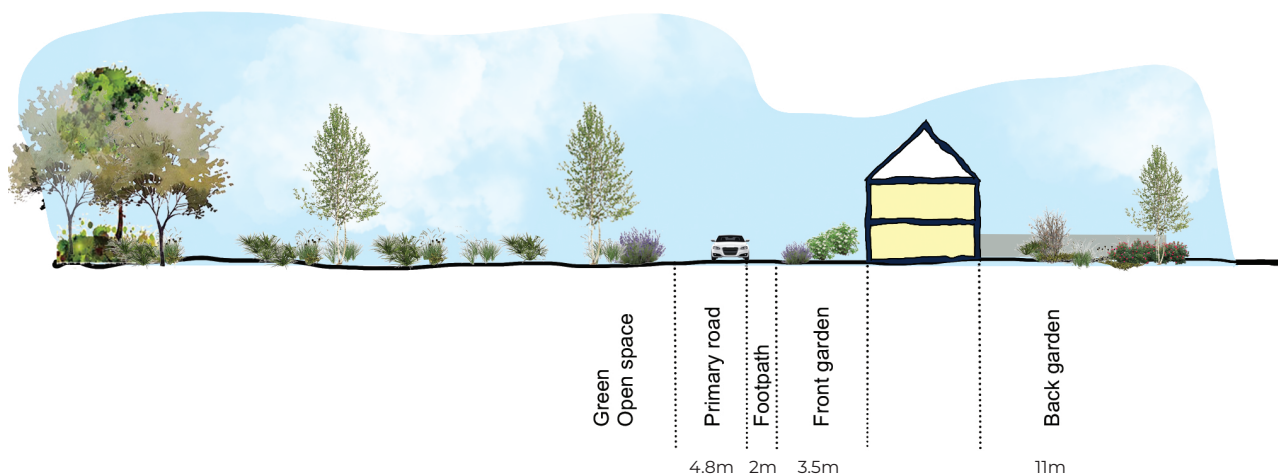 Green
Open space
Primary road
Footpath
Front garden
Back garden
4.8m
2m
3.5m
11m